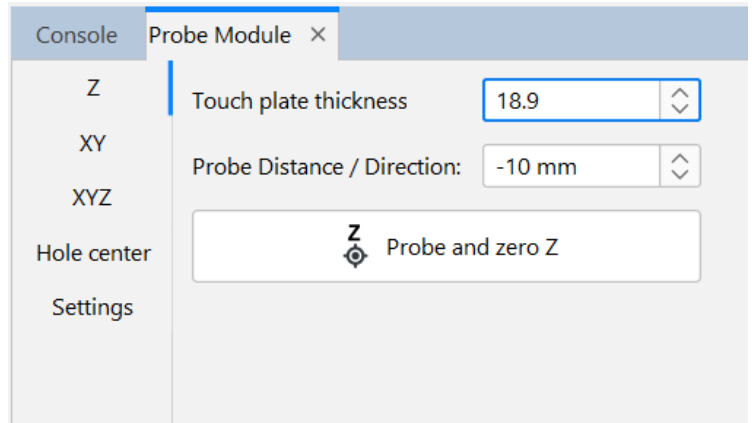 Console
Probe Module
Z
XY
XYZ
Hole center
Settings
Touch plate thickness 18.9
Probe Distance / Direction: -10 mm
Z Probe and zero Z